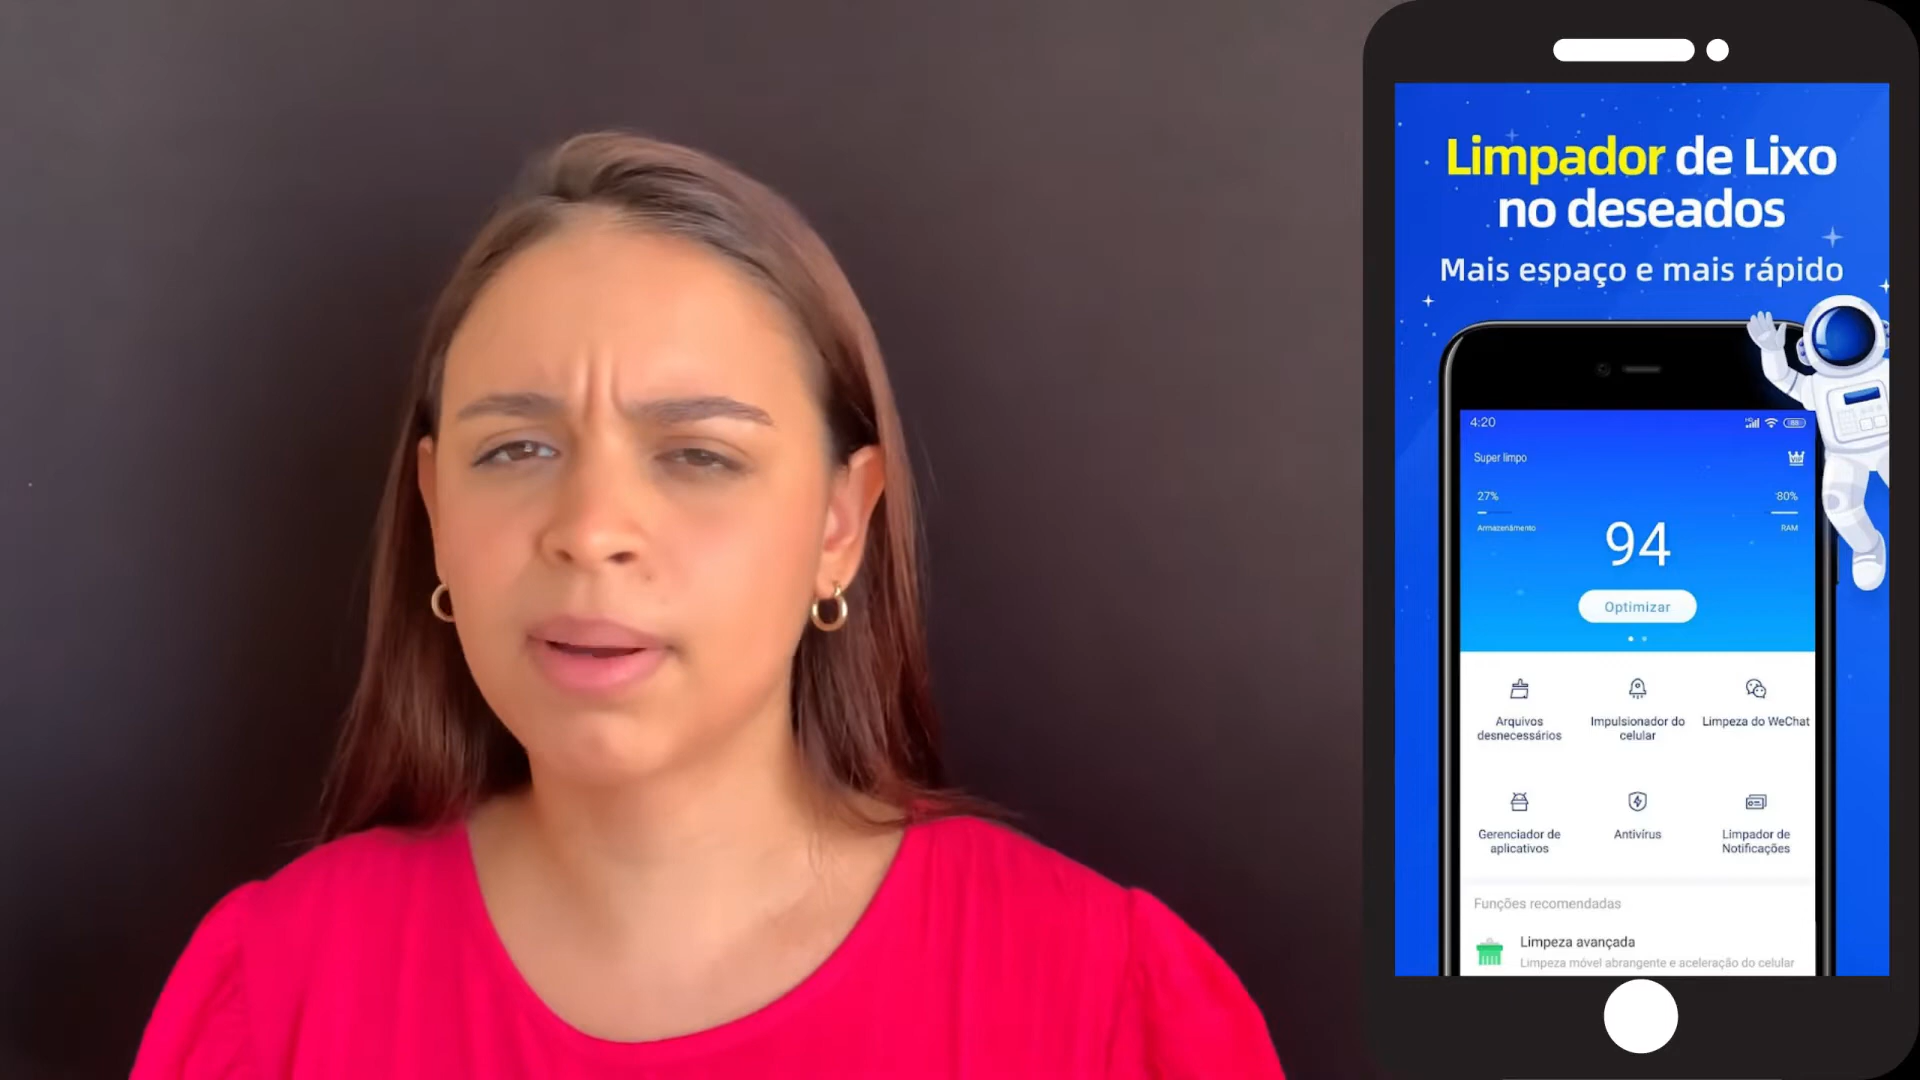 Limpador de Lixo
no deseados
Mais espaço e mais rápido
4:20
Super limpo
27%
80%
Armazenamento
RAM
94
Optimizar
Arquivos
desnecessários
Impulsionador do
celular
Limpeza do WeChat
Gerenciador de
aplicativos
Antivírus
Limpador de
Notificações
Funções recomendadas
Limpeza avançada
Limpeza móvel abrangente e aceleração do celular